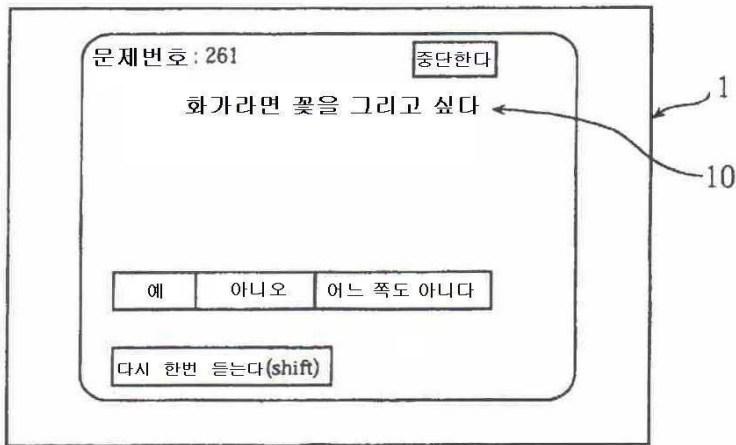 문제번호: 261
중단한다
화가라면 꽃을 그리고 싶다
1
10
예 아니오 어느 쪽도 아니다
다시 한번 듣는다(shift)